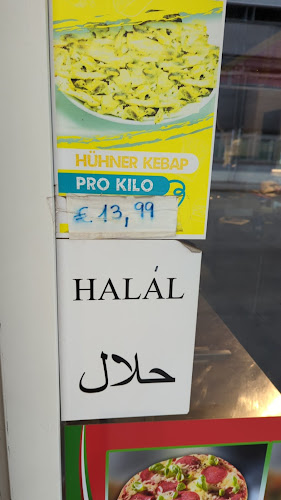 HÜHNER KEBAP
PRO KILO
€ 13,99
HALÁL
حلال